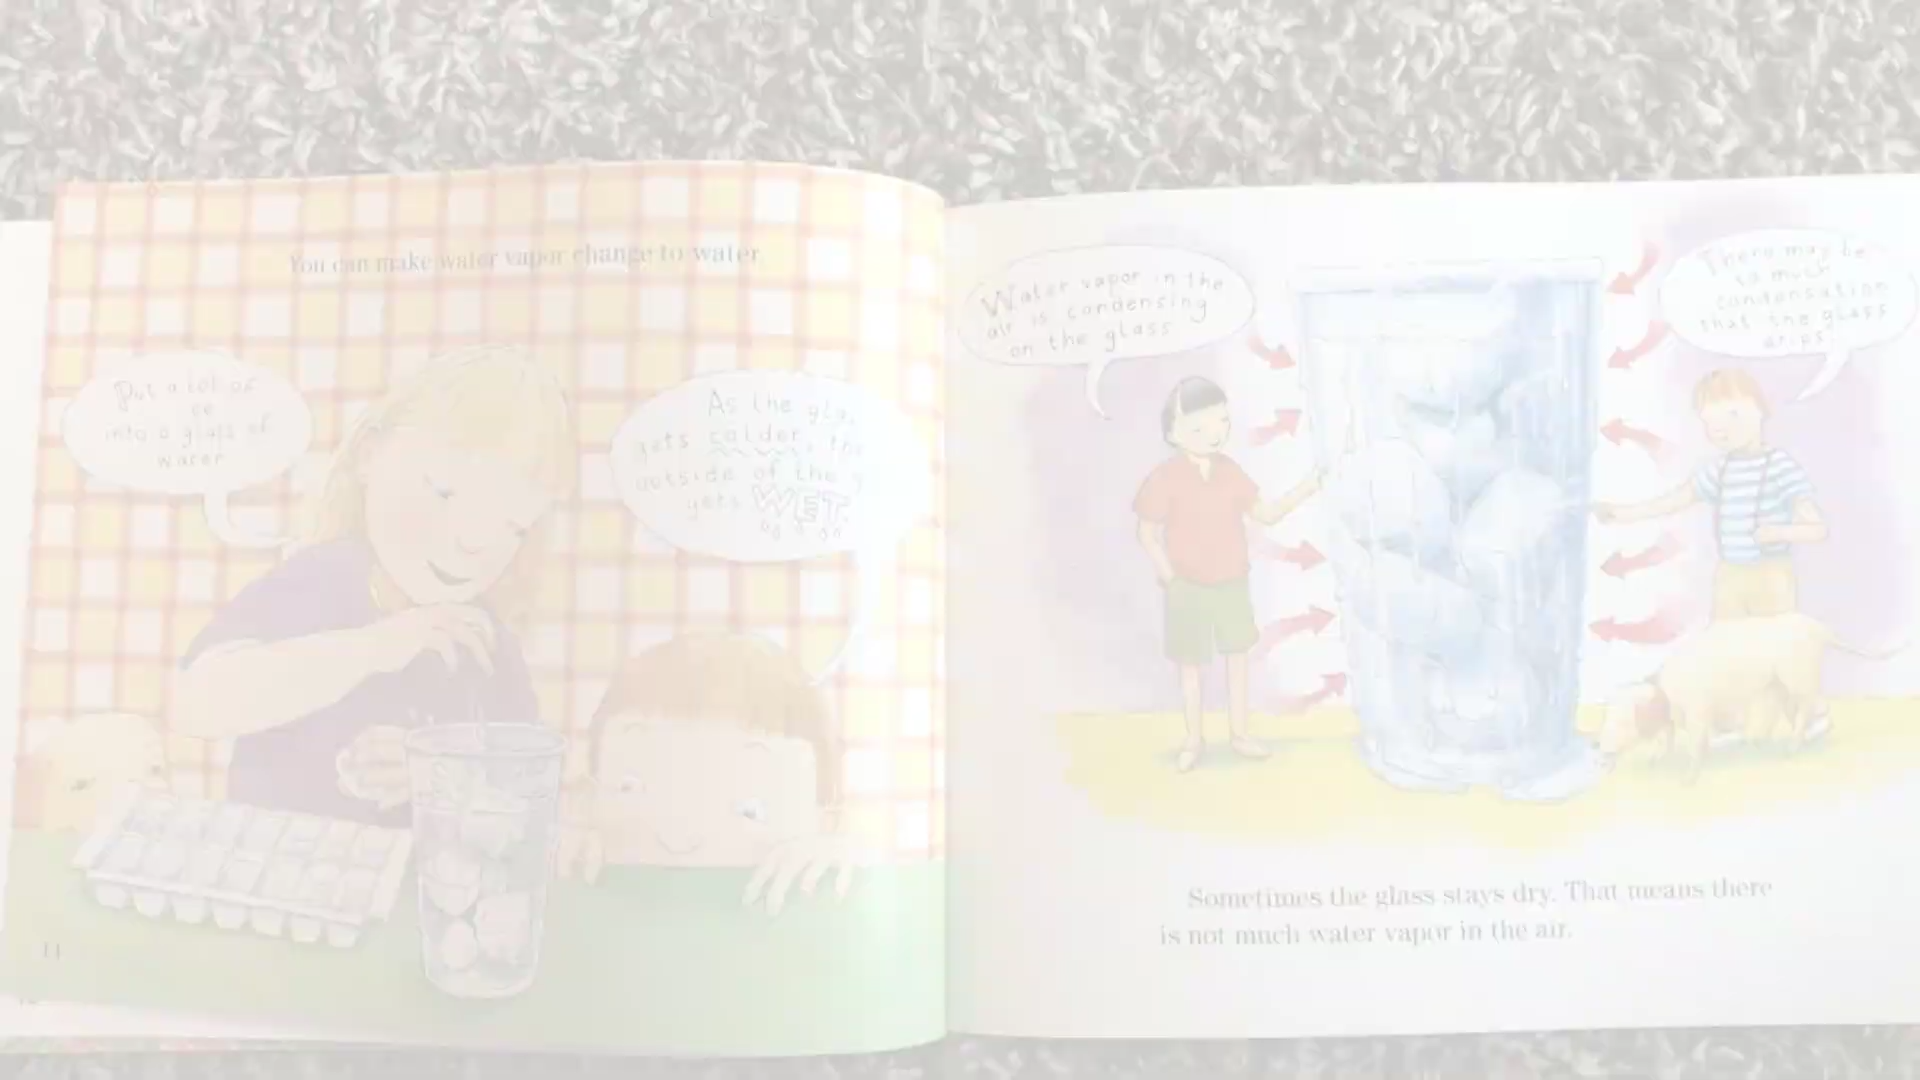 You can make water vapor change to water.
Put a lot of
ice
into a glass of
water
As the
gets colder, the
outside of the
gets WET.
11
Water vapor in the
air is condensing
on the glass.
There may be
so much
condensation
that the glass
drips.
Sometimes the glass stays dry. That means there
is not much water vapor in the air.